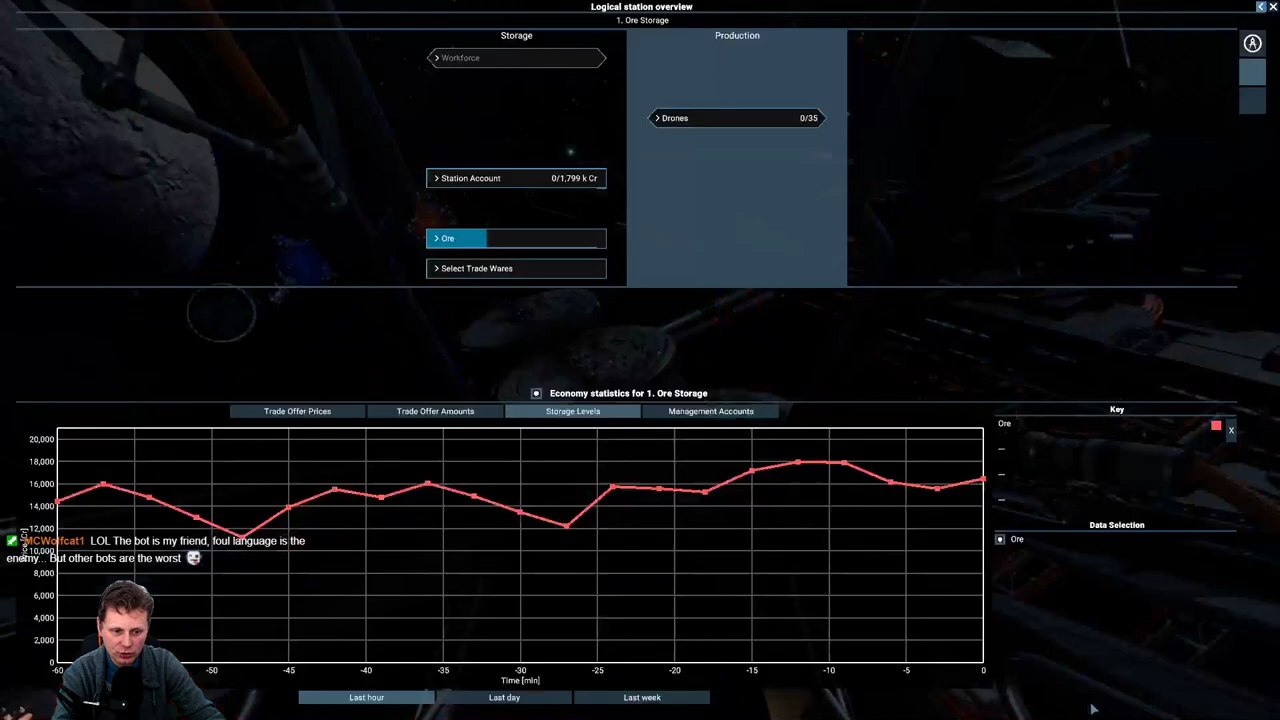 Logical station overview
1. Ore Storage
Storage
Production
Workforce
Drones 0/35
Station Account 0/1,799 k Cr
Ore
Select Trade Wares
Economy statistics for 1. Ore Storage
Trade Offer Prices
Trade Offer Amounts
Storage Levels
Management Accounts
Key
Ore
X
20,000
18,000
16,000
14,000
12,000
10,000
8,000
6,000
4,000
2,000
0
Data Selection
Ore
MCWolfcat1 LOL The bot is my friend, foul language is the
enemy... But other bots are the worst
-60 -50 -45 -40 -35 -30 -25 -20 -15 -10 -5 0
Time [min]
Last hour
Last day
Last week